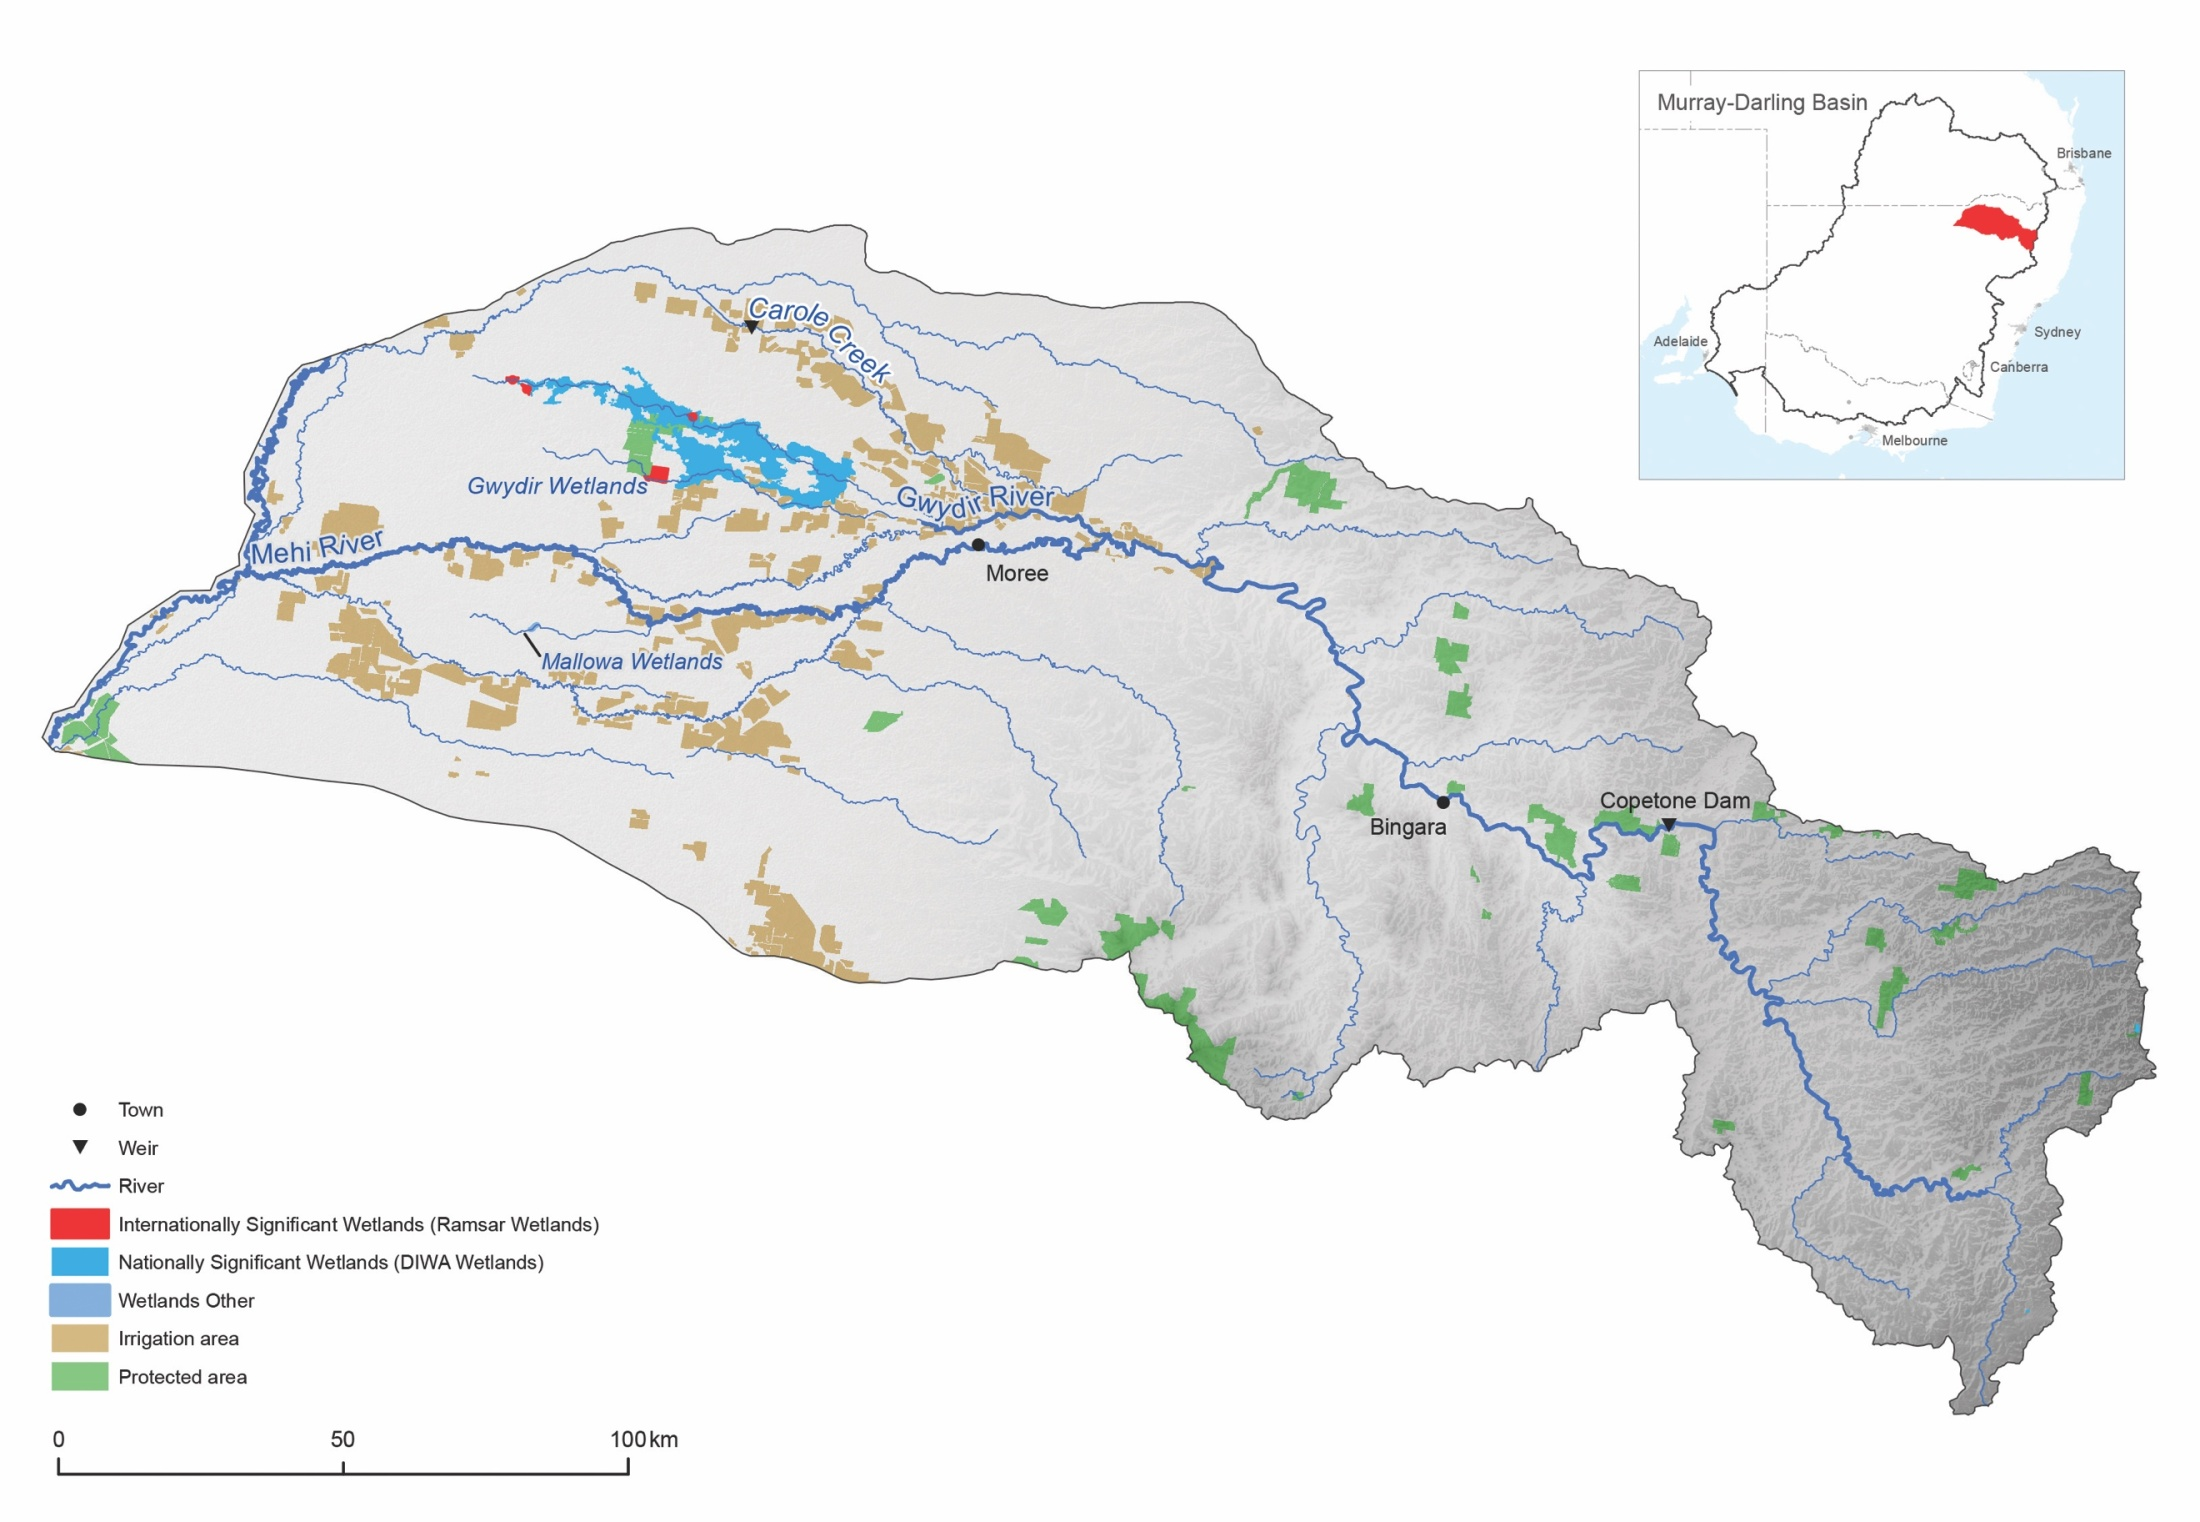 Murray-Darling Basin
Brisbane
Sydney
Adelaide
Canberra
Melbourne
Carole Creek
Gwydir Wetlands
Gwydir River
Mehi River
Moree
Mallowa Wetlands
Copetone Dam
Bingara
Town
Weir
River
Internationally Significant Wetlands (Ramsar Wetlands)
Nationally Significant Wetlands (DIWA Wetlands)
Wetlands Other
Irrigation area
Protected area
0 50 100km